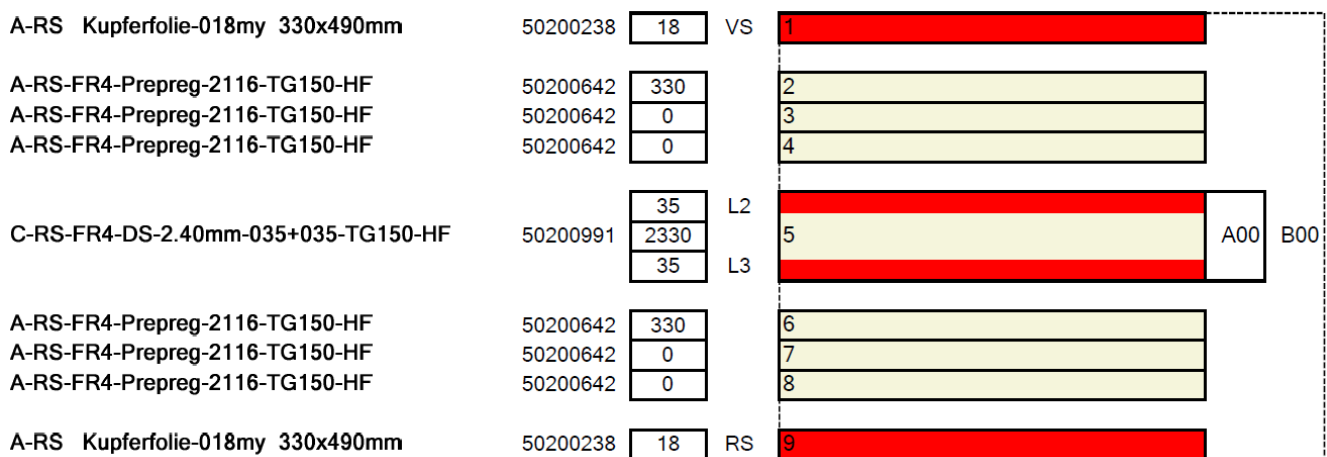 A-RS Kupferfolie-018my 330x490mm 50200238 18 VS 1
A-RS-FR4-Prepreg-2116-TG150-HF 50200642 330 2
A-RS-FR4-Prepreg-2116-TG150-HF 50200642 0 3
A-RS-FR4-Prepreg-2116-TG150-HF 50200642 0 4
35 L2
C-RS-FR4-DS-2.40mm-035+035-TG150-HF 50200991 2330 5 A00 B00
35 L3
A-RS-FR4-Prepreg-2116-TG150-HF 50200642 330 6
A-RS-FR4-Prepreg-2116-TG150-HF 50200642 0 7
A-RS-FR4-Prepreg-2116-TG150-HF 50200642 0 8
A-RS Kupferfolie-018my 330x490mm 50200238 18 RS 9